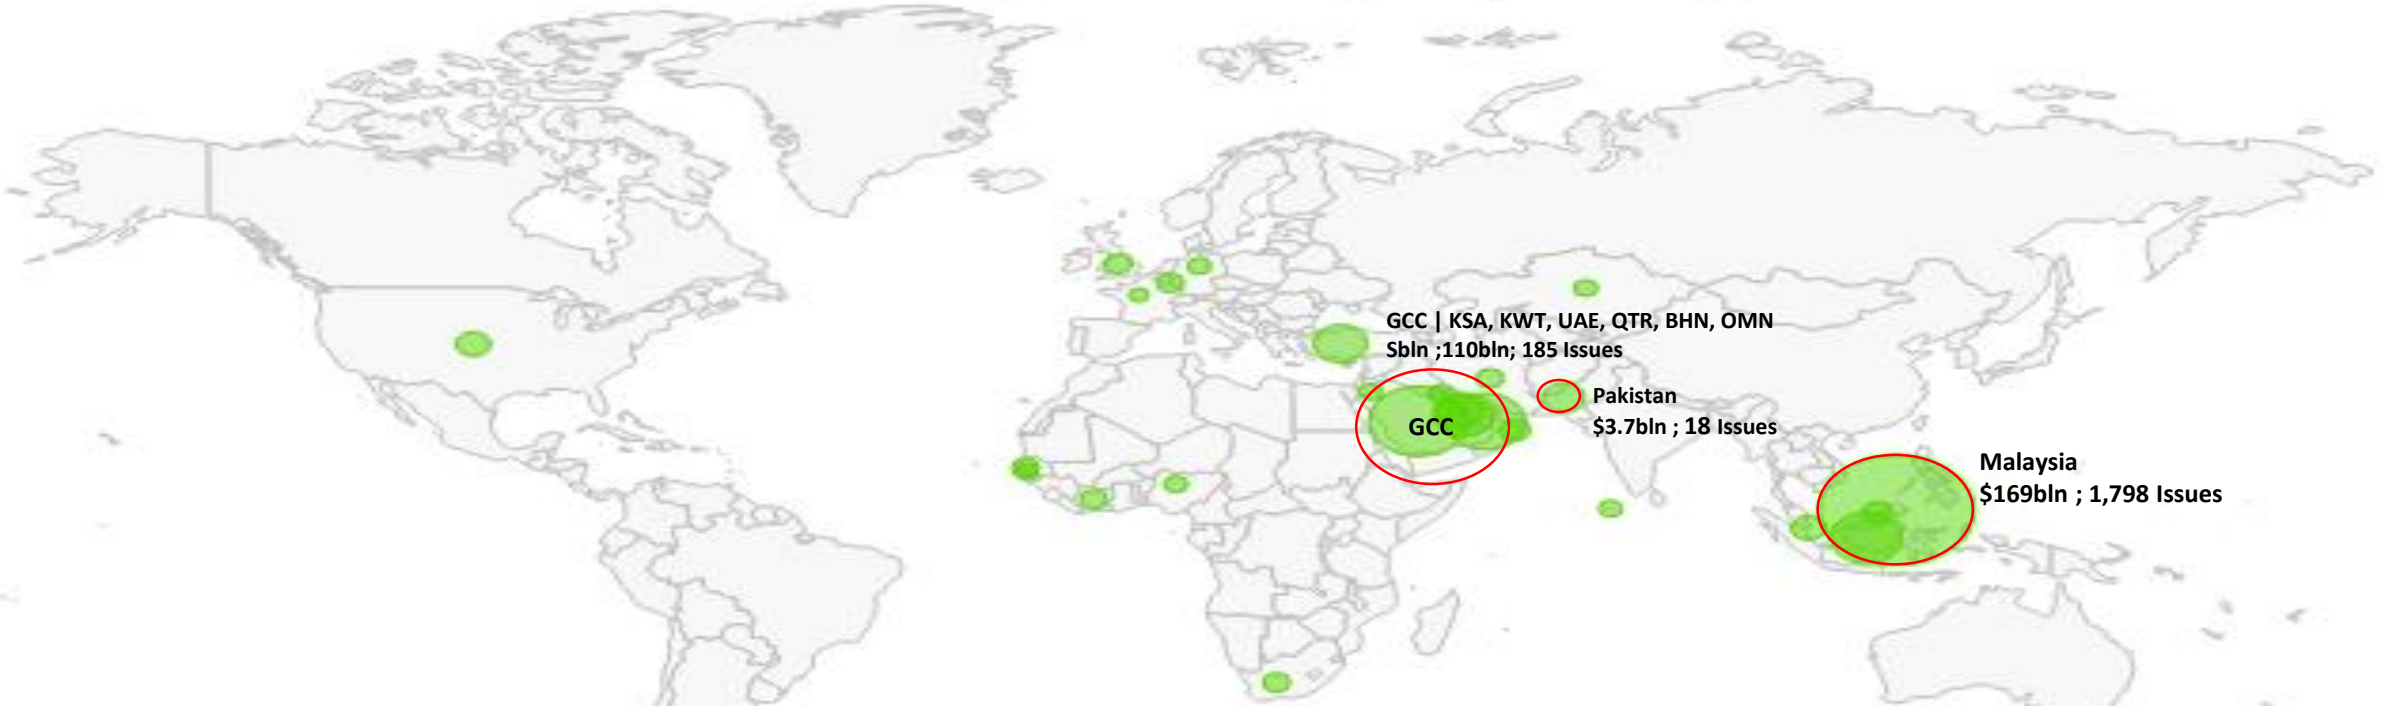 GCC | KSA, KWT, UAE, QTR, BHN, OMN
Sbln ;110bln; 185 Issues
GCC
Pakistan
$3.7bln ; 18 Issues
Malaysia
$169bln ; 1,798 Issues